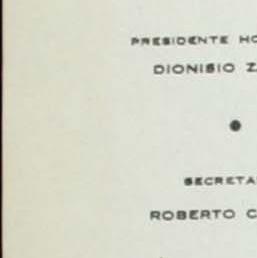 PRESIDENTE HO
DIONISIO Z
●
SECRETA
ROBERTO C